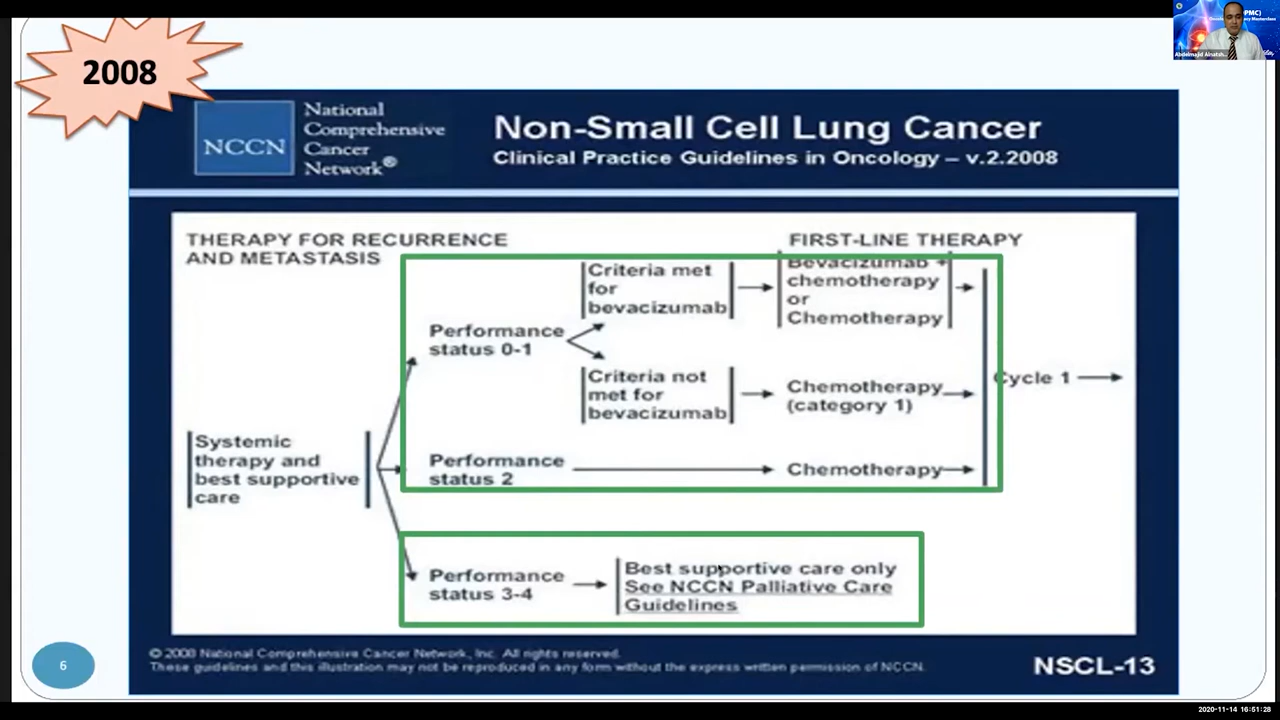 2008
NCCN
National
Comprehensive
Cancer
Network®
Non-Small Cell Lung Cancer
Clinical Practice Guidelines in Oncology – v.2.2008
THERAPY FOR RECURRENCE
AND METASTASIS
FIRST-LINE THERAPY
Performance
status 0-1
Criteria met
for
bevacizumab
Bevacizumab +
chemotherapy
or
Chemotherapy
Criteria not
met for
bevacizumab
Chemotherapy
(category 1)
Cycle 1
Systemic
therapy and
best supportive
care
Performance
status 2
Chemotherapy
Performance
status 3-4
Best supportive care only
See NCCN Palliative Care
Guidelines
© 2008 National Comprehensive Cancer Network, Inc. All rights reserved.
These guidelines and this illustration may not be reproduced in any form without the express written permission of NCCN.
NSCL-13
6
PMC)
Masterclass
Abdelmajid Alnatsh...
2020-11-14 16:51:28